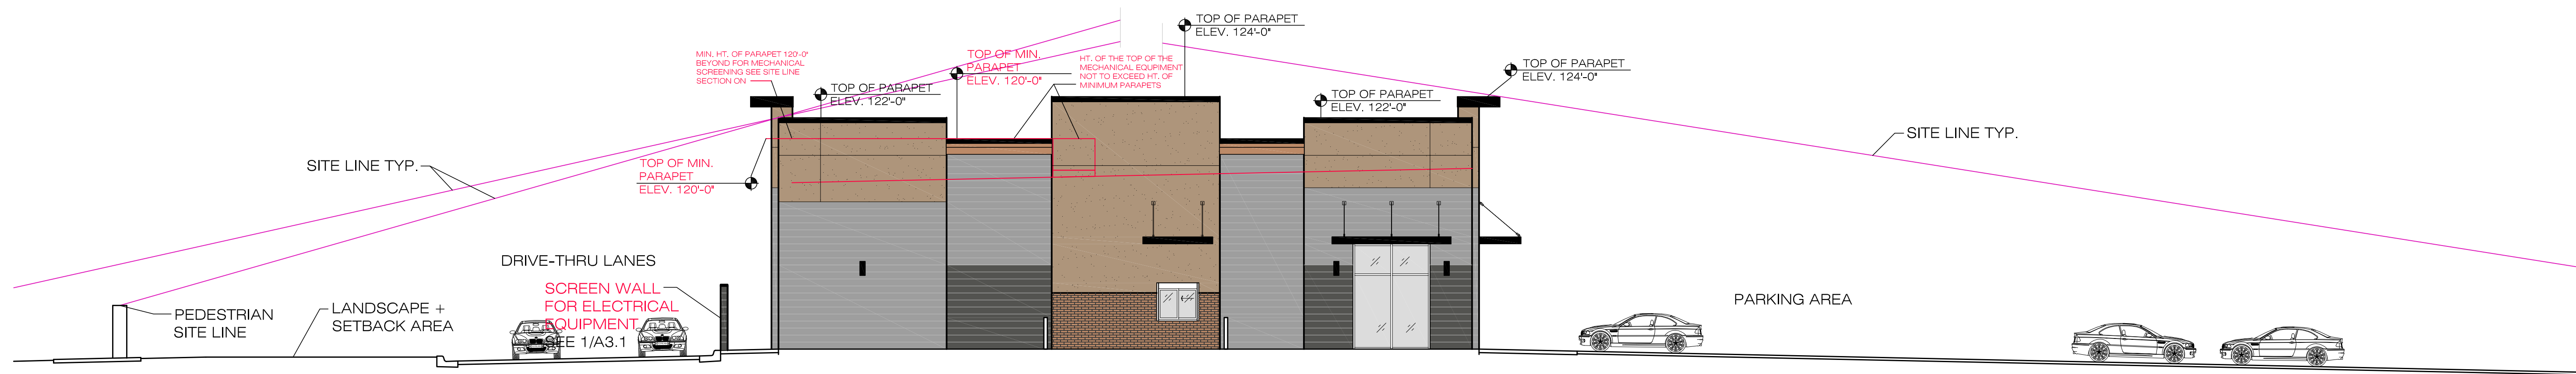 TOP OF PARAPET
ELEV. 124'-0"
MIN. HT. OF PARAPET 120'-0"
BEYOND FOR MECHANICAL
SCREENING SEE SITE LINE
SECTION ON
TOP OF MIN.
PARAPET
ELEV. 120'-0"
HT. OF THE TOP OF THE
MECHANICAL EQUIPMENT
NOT TO EXCEED HT. OF
MINIMUM PARAPETS
TOP OF PARAPET
ELEV. 124'-0"
TOP OF PARAPET
ELEV. 122'-0"
TOP OF PARAPET
ELEV. 122'-0"
SITE LINE TYP.
SITE LINE TYP.
TOP OF MIN.
PARAPET
ELEV. 120'-0"
DRIVE-THRU LANES
SCREEN WALL
FOR ELECTRICAL
EQUIPMENT
SEE 1/A3.1
PEDESTRIAN
SITE LINE
LANDSCAPE +
SETBACK AREA
PARKING AREA